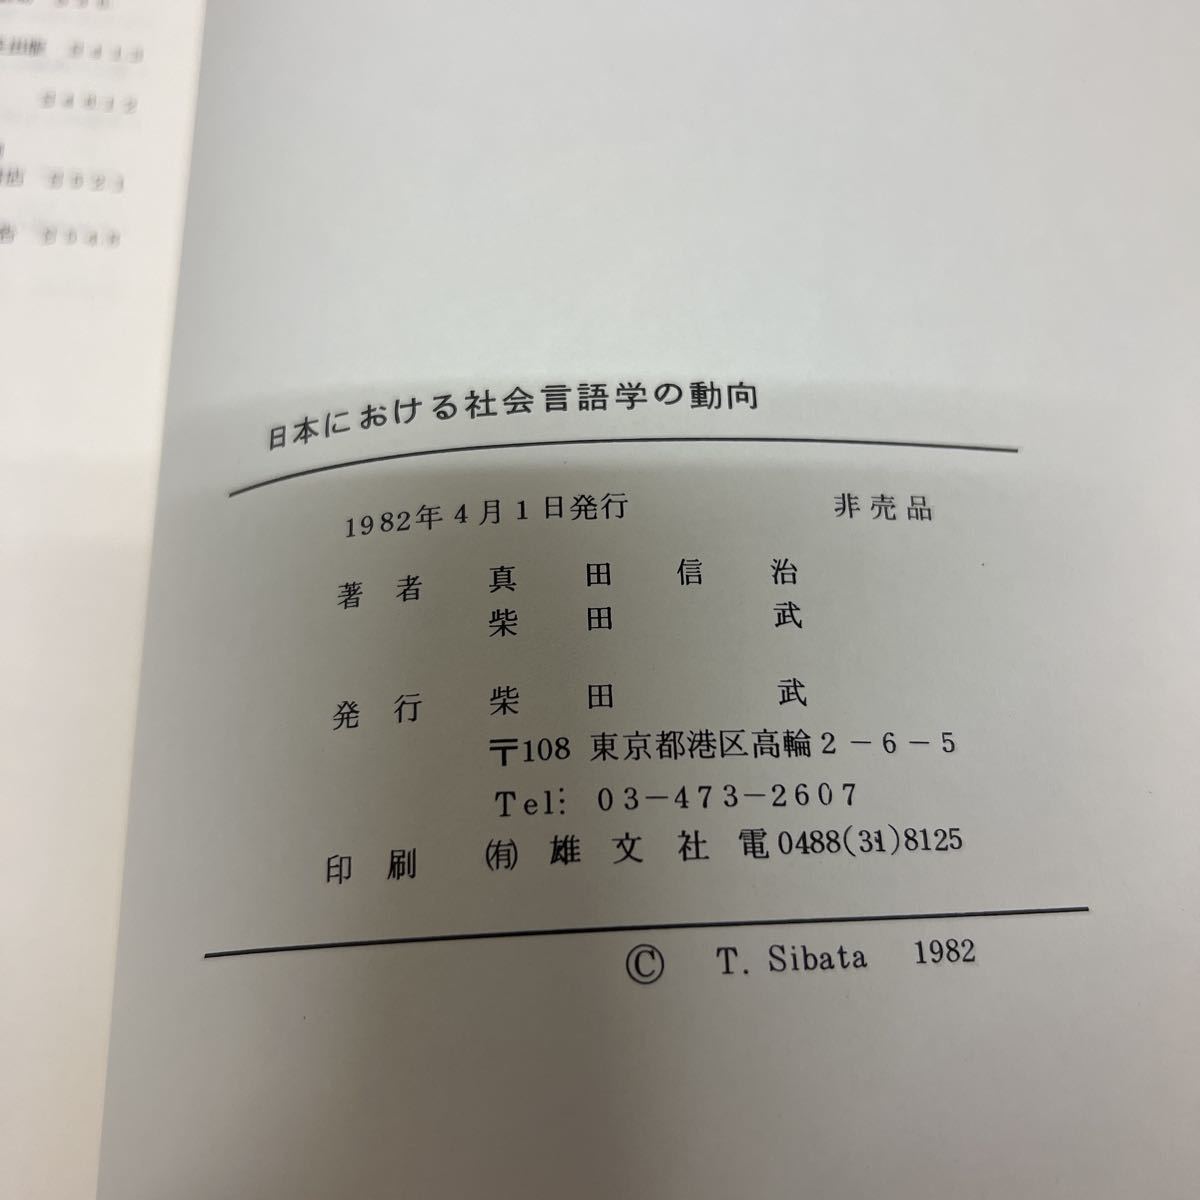 日本における社会言語学の動向
1982年4月1日発行 非売品
著者 真田信治
柴田武
発行 柴田武
〒108 東京都港区高輪2-6-5
Tel: 03-473-2607
印刷 ㈲雄文社 電0488(31)8125
© T. Sibata 1982